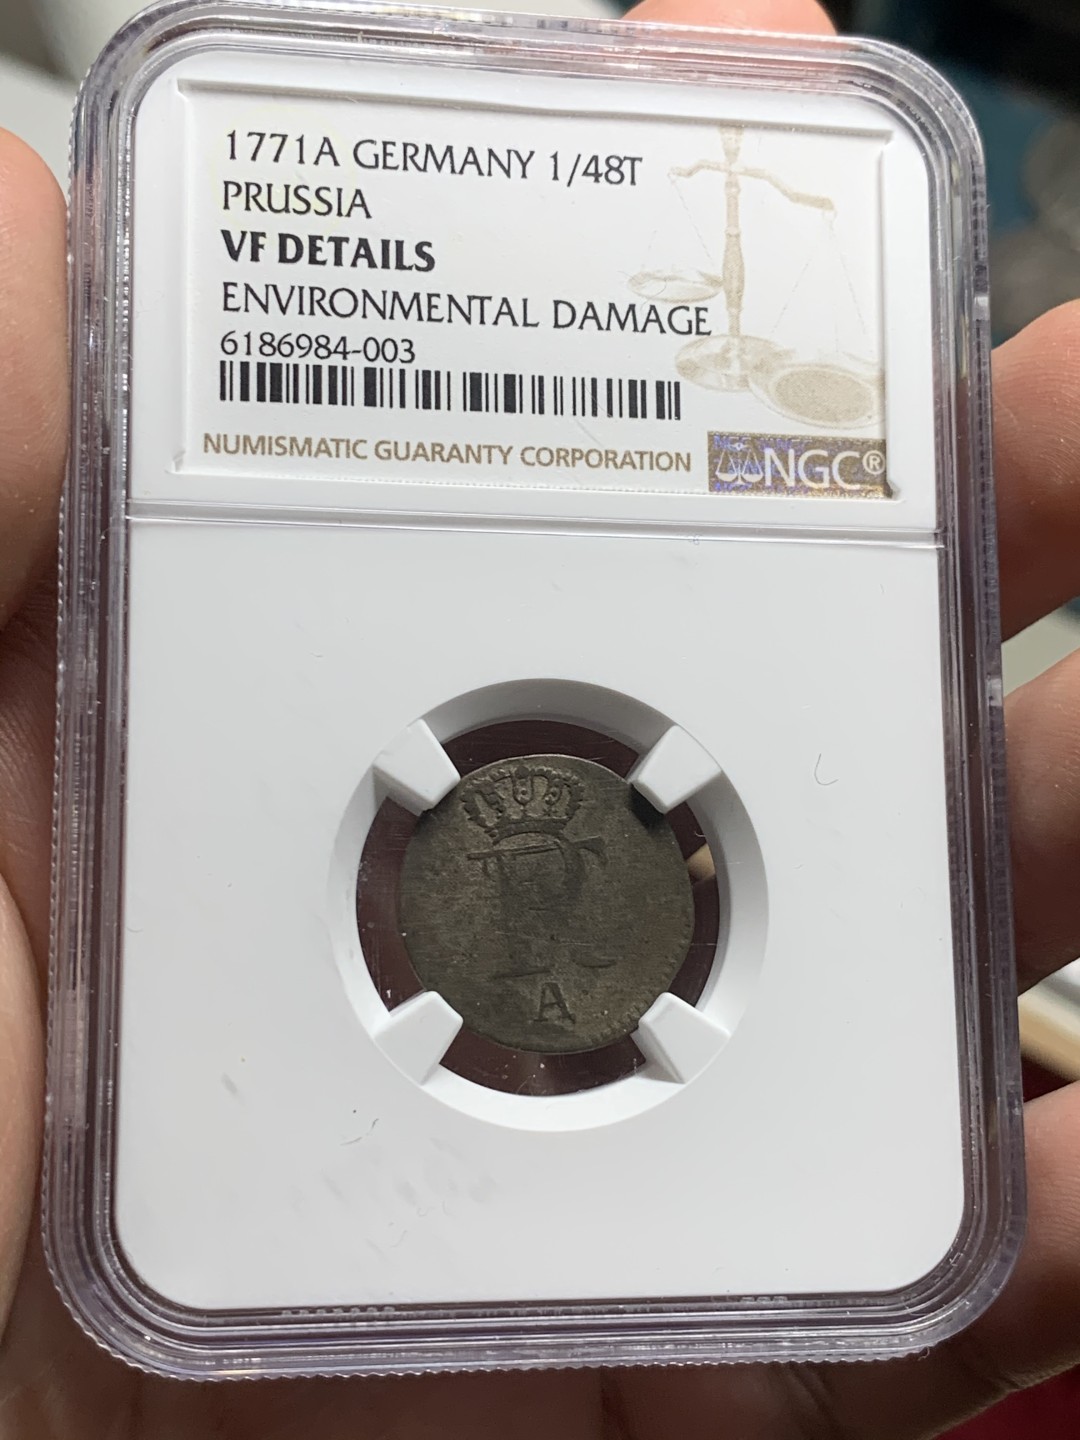 1771A GERMANY 1/48T
PRUSSIA
VF DETAILS
ENVIRONMENTAL DAMAGE
6186984-003
NUMISMATIC GUARANTY CORPORATION
NGC®
FR
A